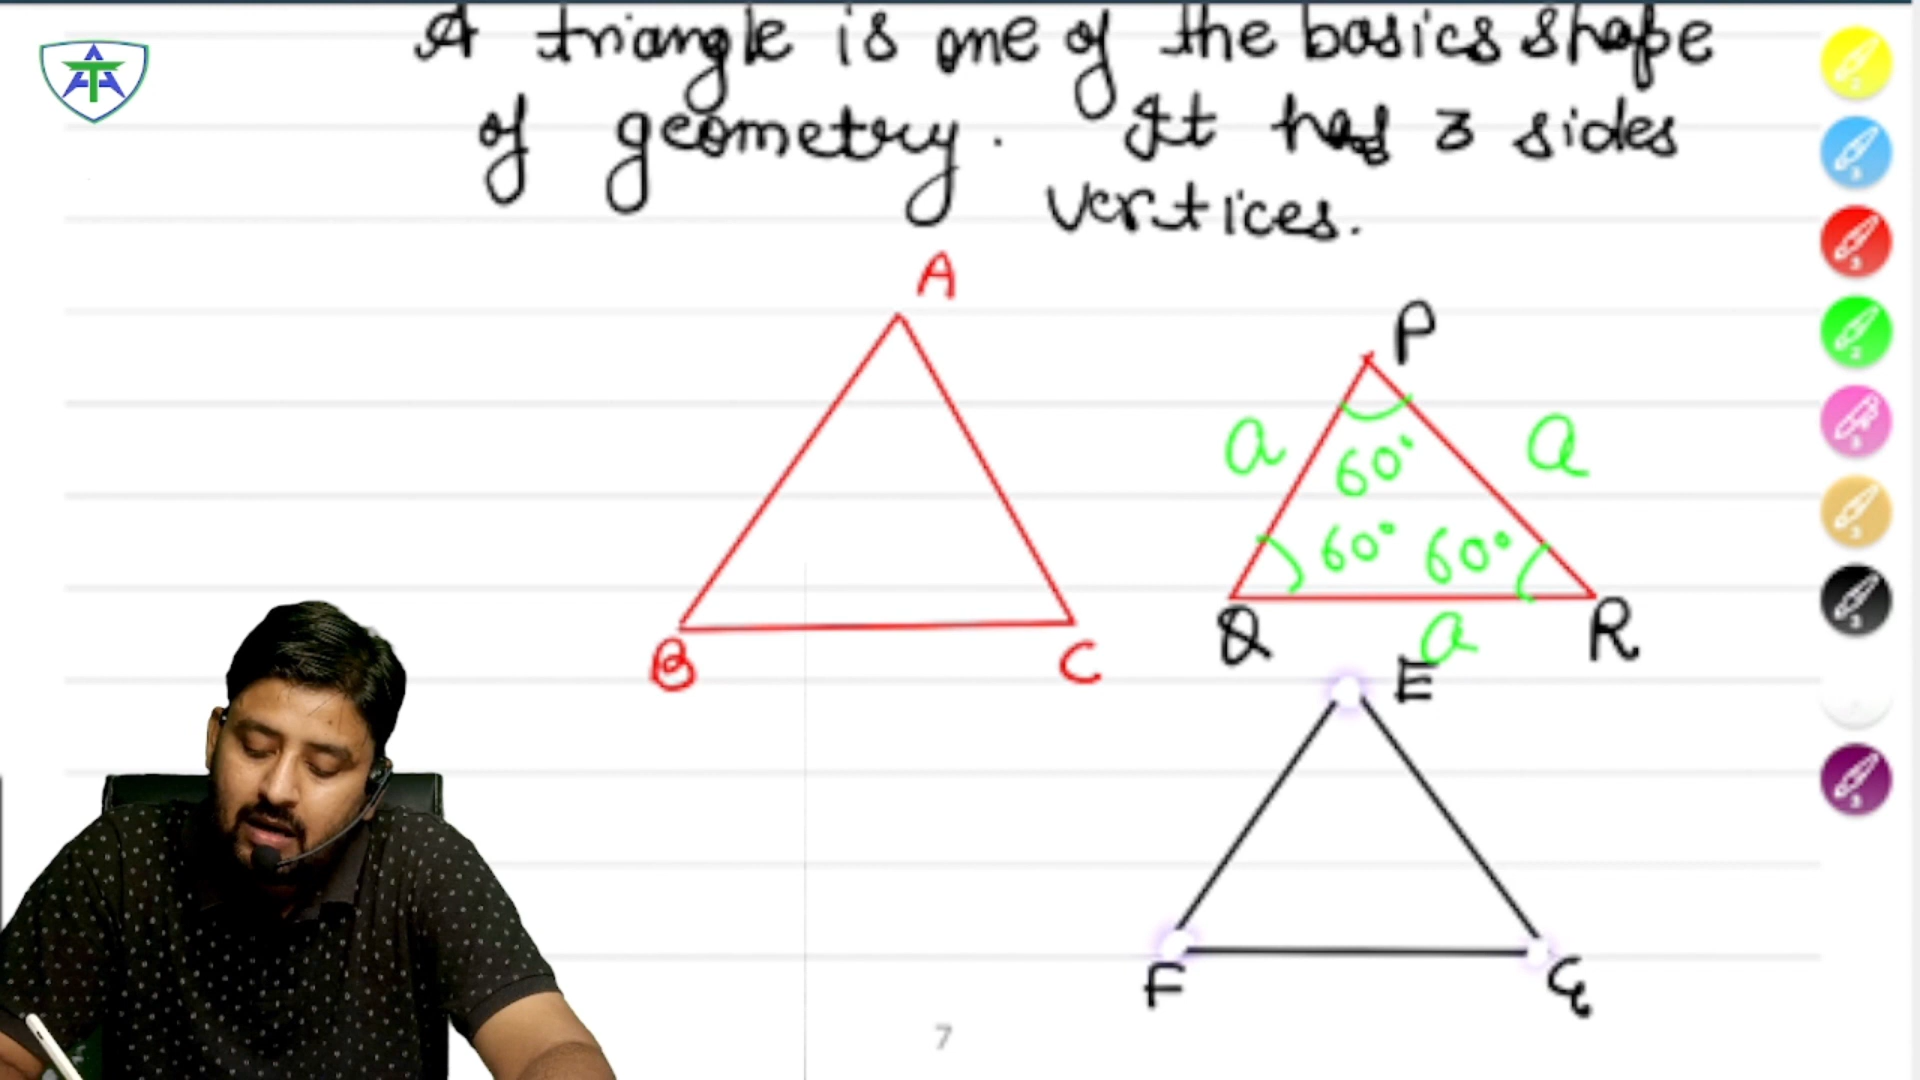 A triangle is one of the basics shape
of geometry. It has 3 sides
vertices.
A
P
a
a
60°
60° 60°
B
C
Q
a
R
E
F
G
7